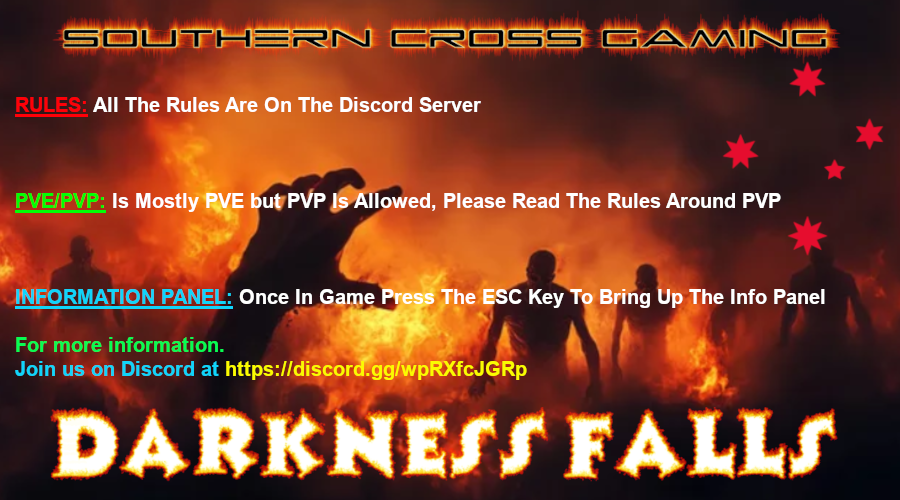 SOUTHERN CROSS GAMING
RULES: All The Rules Are On The Discord Server
PVE/PVP: Is Mostly PVE but PVP Is Allowed, Please Read The Rules Around PVP
INFORMATION PANEL: Once In Game Press The ESC Key To Bring Up The Info Panel
For more information.
Join us on Discord at https://discord.gg/wpRXfcJGRp
DARKNESS FALLS